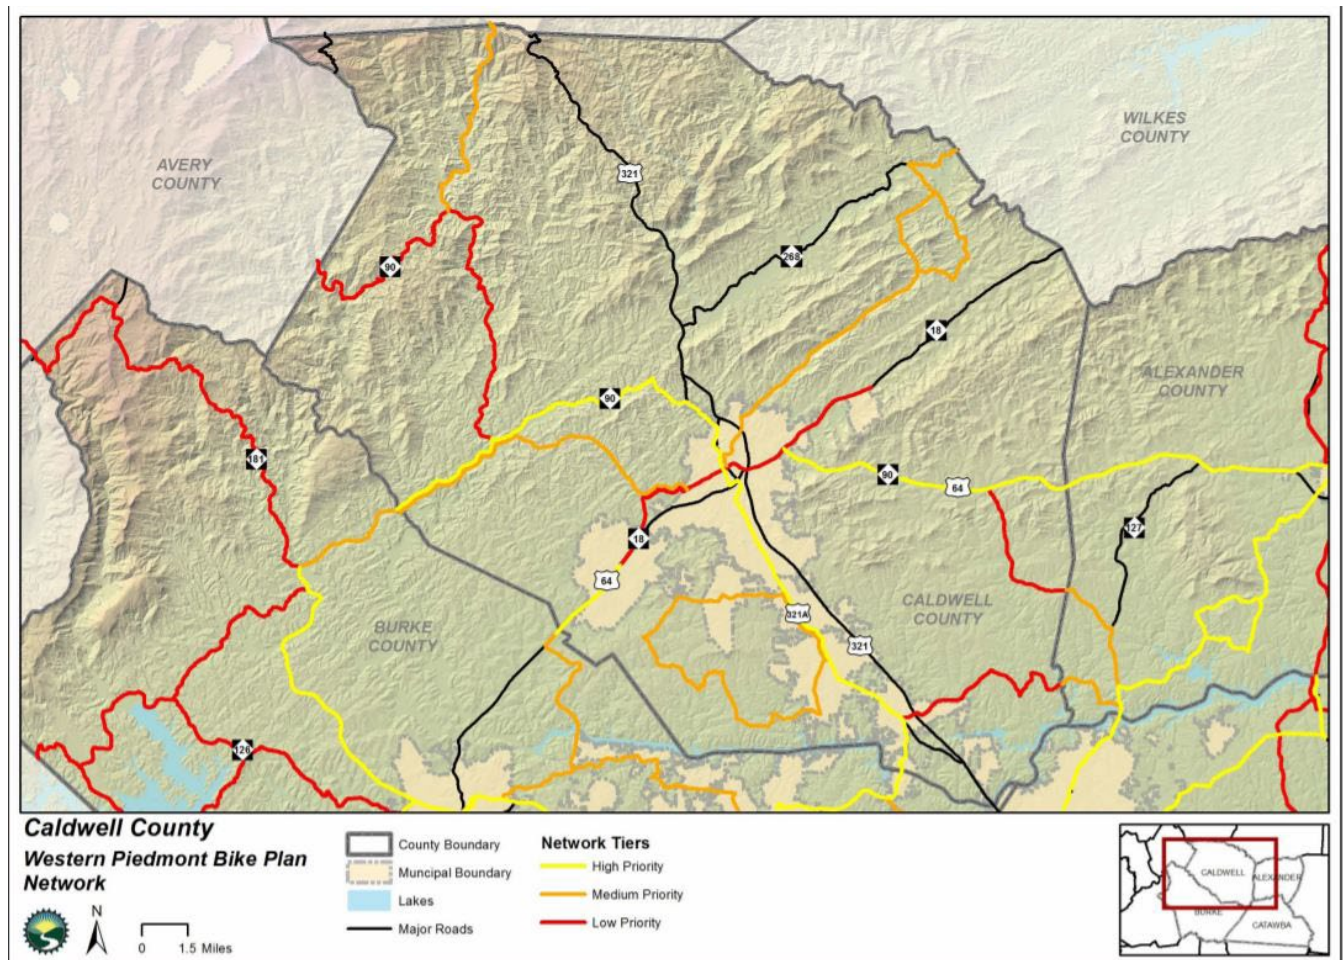 AVERY
COUNTY
WILKES
COUNTY
321
90
268
18
ALEXANDER
COUNTY
90
181
90
64
127
18
64
321A
CALDWELL
COUNTY
BURKE
COUNTY
321
126
Caldwell County
Western Piedmont Bike Plan
Network
N
0 1.5 Miles
County Boundary
Muncipal Boundary
Lakes
Major Roads
Network Tiers
High Priority
Medium Priority
Low Priority
CALDWELL
ALEXANDER
BURKE
CATAWBA